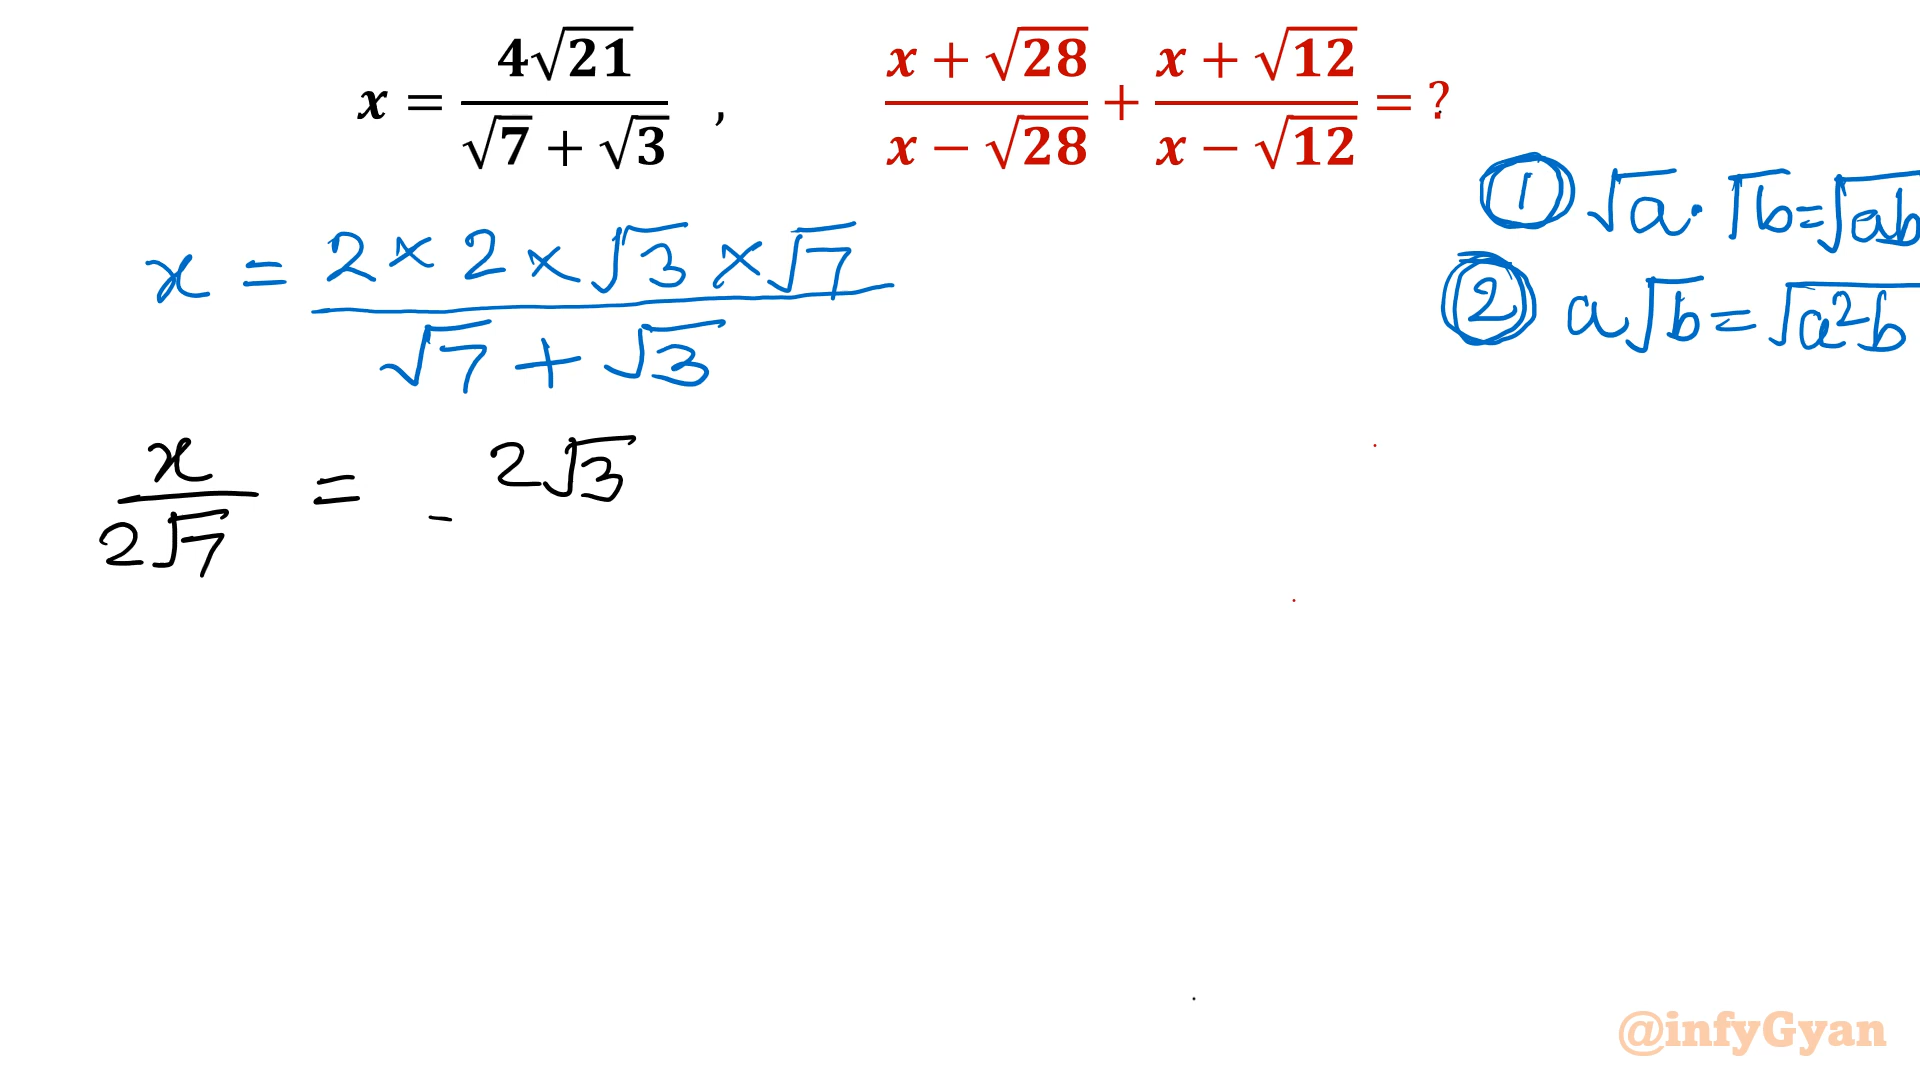 x = 4√21 / (√7 + √3) , (x + √28)/(x − √28) + (x + √12)/(x − √12) = ?
① √a · √b = √ab
x = (2 × 2 × √3 × √7) / (√7 + √3)
② a√b = √a²b
x / 2√7 = 2√3
@infyGyan